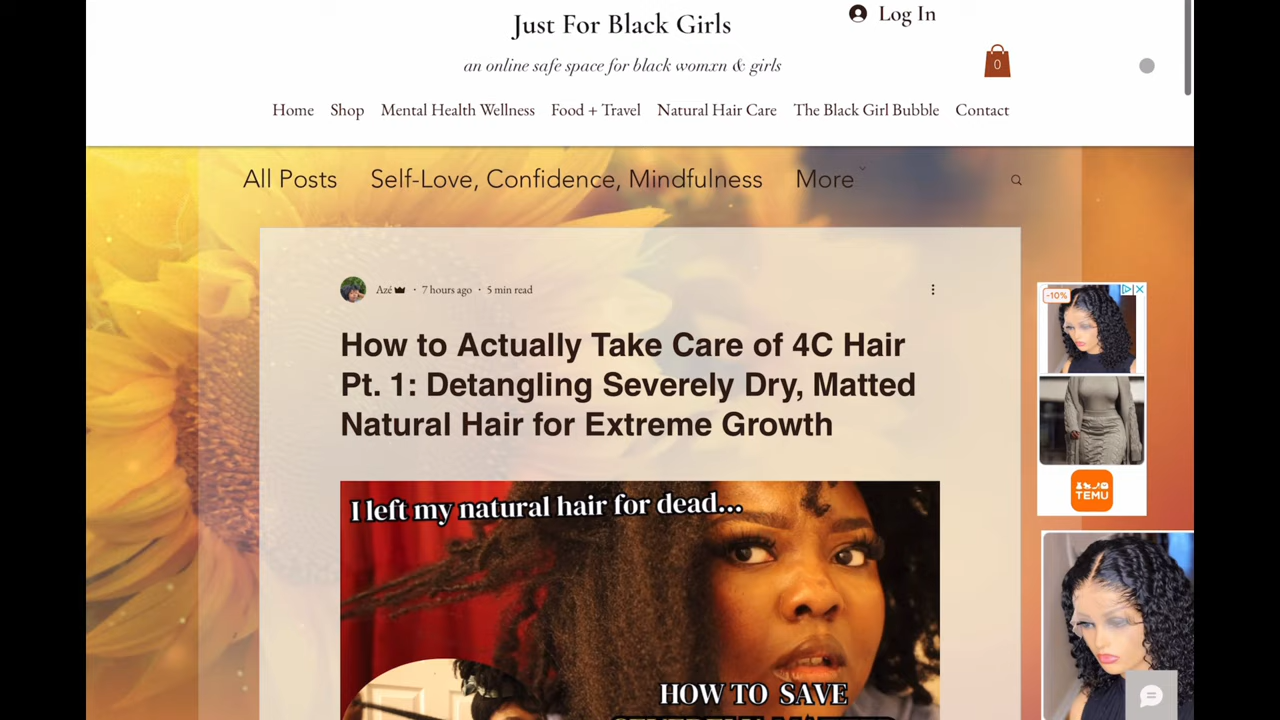 Just For Black Girls
Log In
an online safe space for black womxn & girls
0
Home Shop Mental Health Wellness Food + Travel Natural Hair Care The Black Girl Bubble Contact
All Posts Self-Love, Confidence, Mindfulness More
Azé · 7 hours ago · 5 min read
How to Actually Take Care of 4C Hair
Pt. 1: Detangling Severely Dry, Matted
Natural Hair for Extreme Growth
-10%
TEMU
I left my natural hair for dead...
HOW TO SAVE